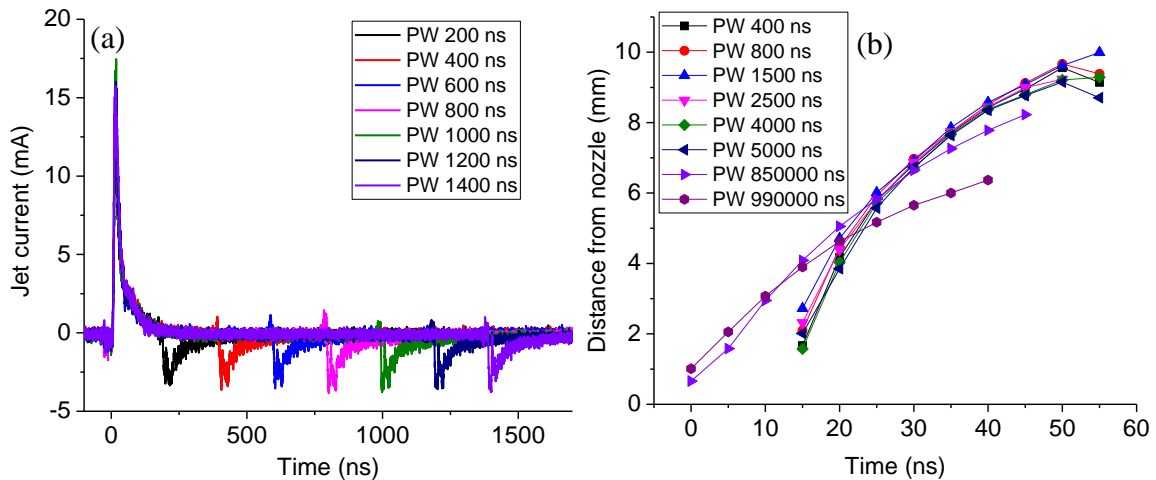 (a)
PW 200 ns
PW 400 ns
PW 600 ns
PW 800 ns
PW 1000 ns
PW 1200 ns
PW 1400 ns
20
15
10
5
0
-5
Jet current (mA)
0
500
1000
1500
Time (ns)
(b)
PW 400 ns
PW 800 ns
PW 1500 ns
PW 2500 ns
PW 4000 ns
PW 5000 ns
PW 850000 ns
PW 990000 ns
10
8
6
4
2
0
Distance from nozzle (mm)
0
10
20
30
40
50
60
Time (ns)